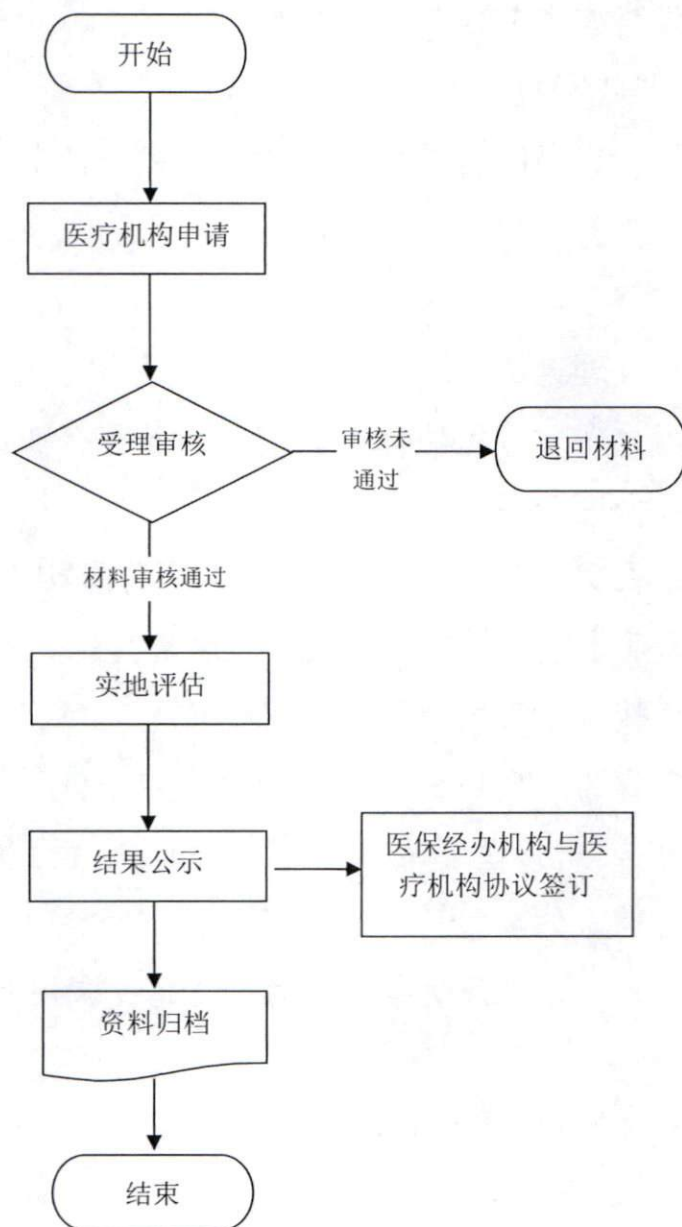 开始
医疗机构申请
受理审核
审核未
通过
退回材料
材料审核通过
实地评估
结果公示
医保经办机构与医
疗机构协议签订
资料归档
结束